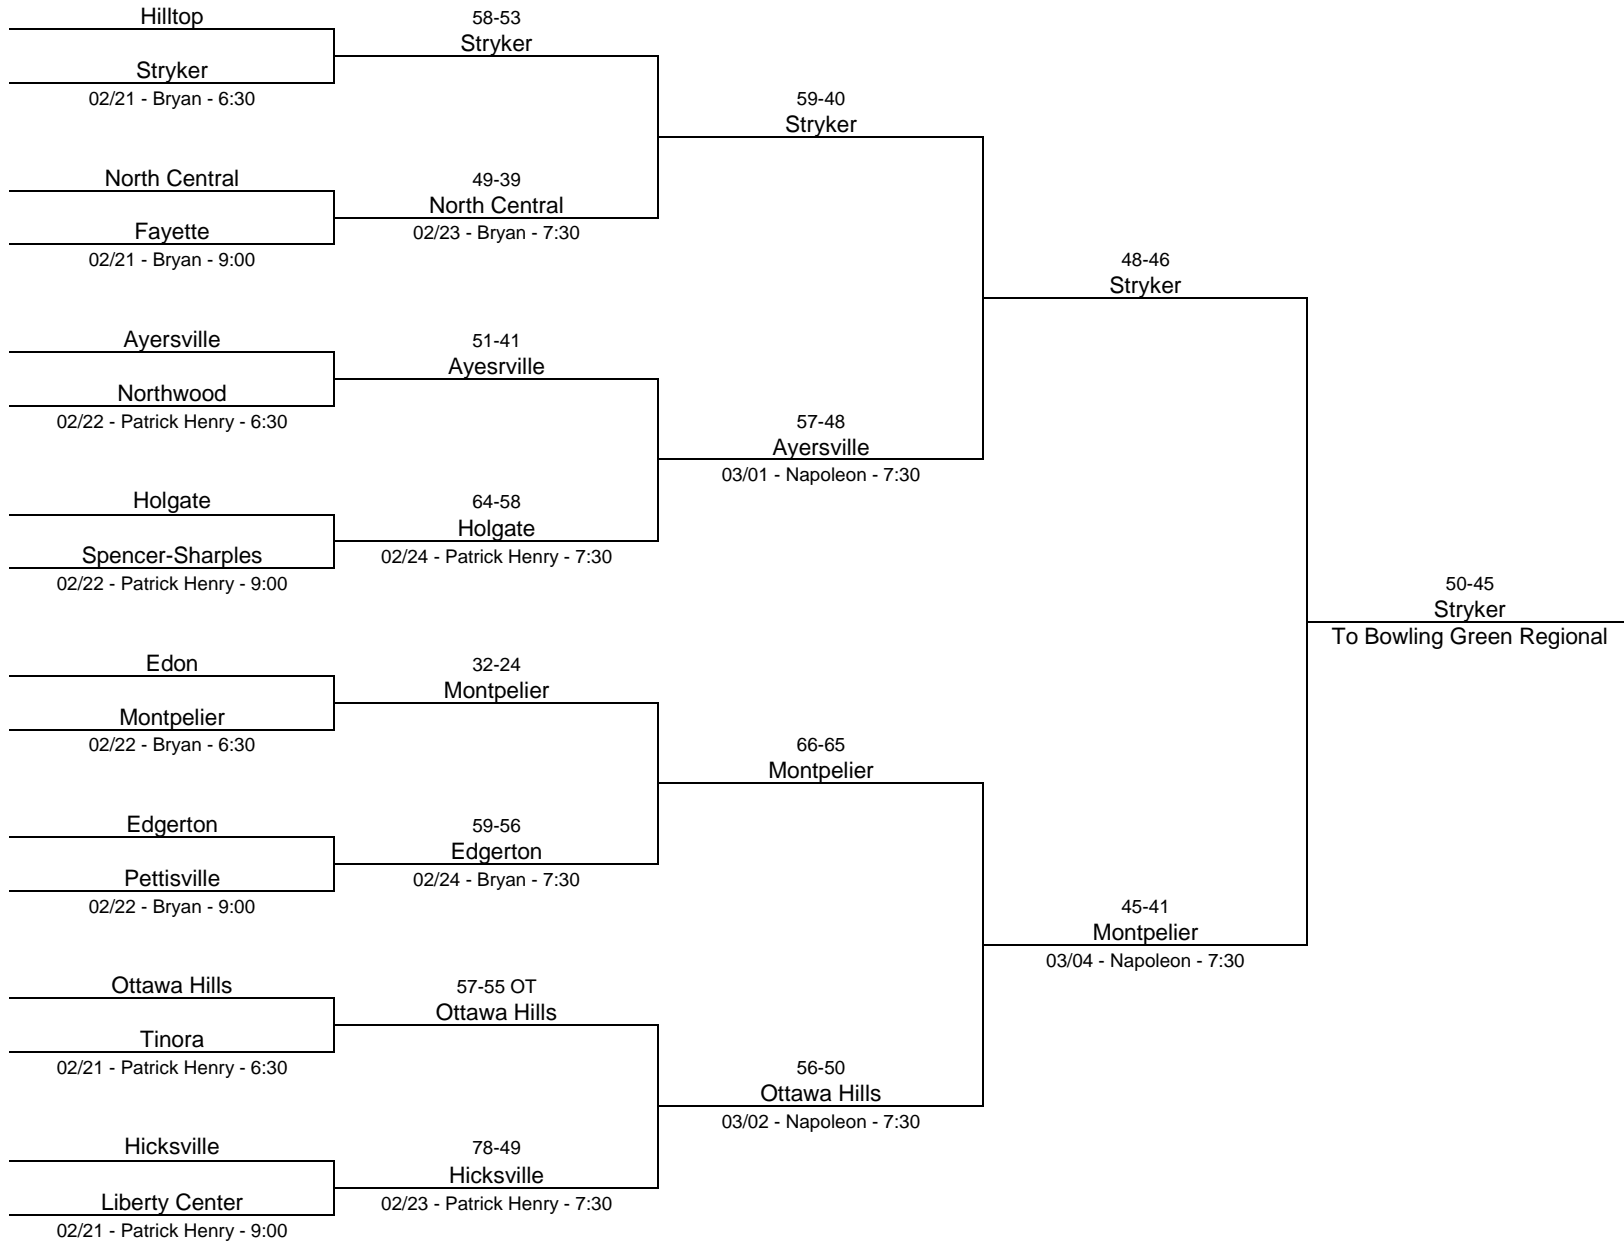 Hilltop
58-53
Stryker
Stryker
02/21 - Bryan - 6:30
59-40
Stryker
North Central
49-39
North Central
Fayette
02/23 - Bryan - 7:30
02/21 - Bryan - 9:00
48-46
Stryker
Ayersville
51-41
Ayesrville
Northwood
02/22 - Patrick Henry - 6:30
57-48
Ayersville
03/01 - Napoleon - 7:30
Holgate
64-58
Holgate
Spencer-Sharples
02/24 - Patrick Henry - 7:30
02/22 - Patrick Henry - 9:00
50-45
Stryker
To Bowling Green Regional
Edon
32-24
Montpelier
Montpelier
02/22 - Bryan - 6:30
66-65
Montpelier
Edgerton
59-56
Edgerton
Pettisville
02/24 - Bryan - 7:30
02/22 - Bryan - 9:00
45-41
Montpelier
03/04 - Napoleon - 7:30
Ottawa Hills
57-55 OT
Ottawa Hills
Tinora
02/21 - Patrick Henry - 6:30
56-50
Ottawa Hills
03/02 - Napoleon - 7:30
Hicksville
78-49
Hicksville
Liberty Center
02/23 - Patrick Henry - 7:30
02/21 - Patrick Henry - 9:00